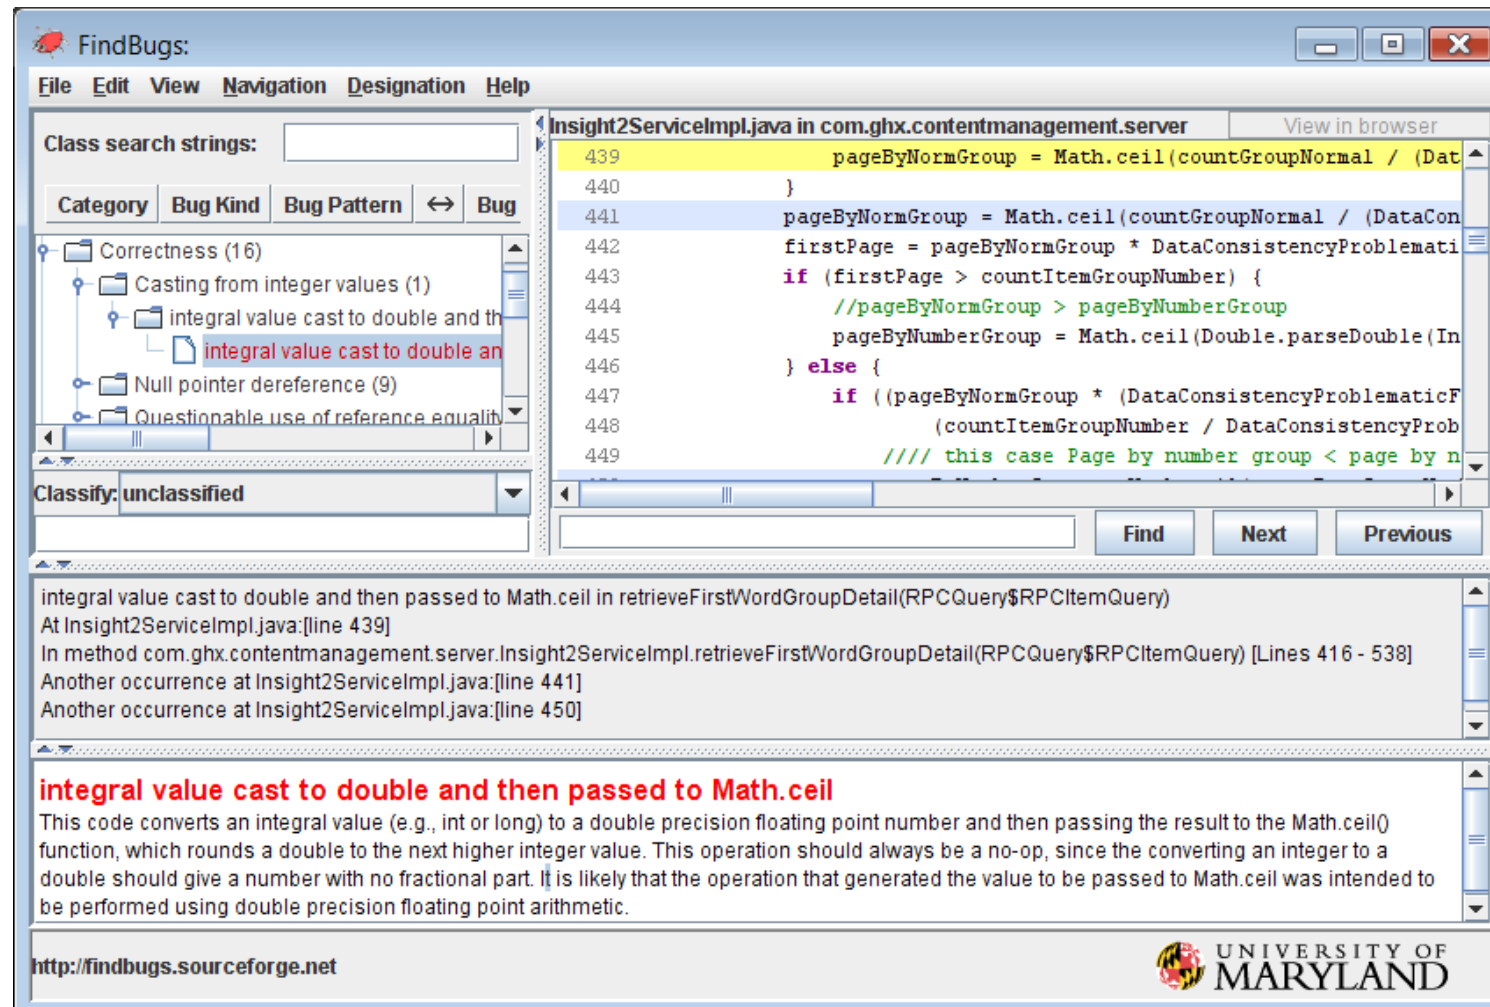 FindBugs:
File Edit View Navigation Designation Help
Class search strings:
Category Bug Kind Bug Pattern ↔ Bug
Correctness (16)
Casting from integer values (1)
integral value cast to double and th
integral value cast to double an
Null pointer dereference (9)
Questionable use of reference equality
Classify: unclassified
Insight2ServiceImpl.java in com.ghx.contentmanagement.server View in browser
439 pageByNormGroup = Math.ceil(countGroupNormal / (Dat
440 }
441 pageByNormGroup = Math.ceil(countGroupNormal / (DataCon
442 firstPage = pageByNormGroup * DataConsistencyProblemati
443 if (firstPage > countItemGroupNumber) {
444 //pageByNormGroup > pageByNumberGroup
445 pageByNumberGroup = Math.ceil(Double.parseDouble(In
446 } else {
447 if ((pageByNormGroup * (DataConsistencyProblematicF
448 (countItemGroupNumber / DataConsistencyProb
449 //// this case Page by number group < page by n
Find Next Previous
integral value cast to double and then passed to Math.ceil in retrieveFirstWordGroupDetail(RPCQuery$RPCItemQuery)
At Insight2ServiceImpl.java:[line 439]
In method com.ghx.contentmanagement.server.Insight2ServiceImpl.retrieveFirstWordGroupDetail(RPCQuery$RPCItemQuery) [Lines 416 - 538]
Another occurrence at Insight2ServiceImpl.java:[line 441]
Another occurrence at Insight2ServiceImpl.java:[line 450]
integral value cast to double and then passed to Math.ceil
This code converts an integral value (e.g., int or long) to a double precision floating point number and then passing the result to the Math.ceil()
function, which rounds a double to the next higher integer value. This operation should always be a no-op, since the converting an integer to a
double should give a number with no fractional part. It is likely that the operation that generated the value to be passed to Math.ceil was intended to
be performed using double precision floating point arithmetic.
http://findbugs.sourceforge.net
UNIVERSITY OF
MARYLAND